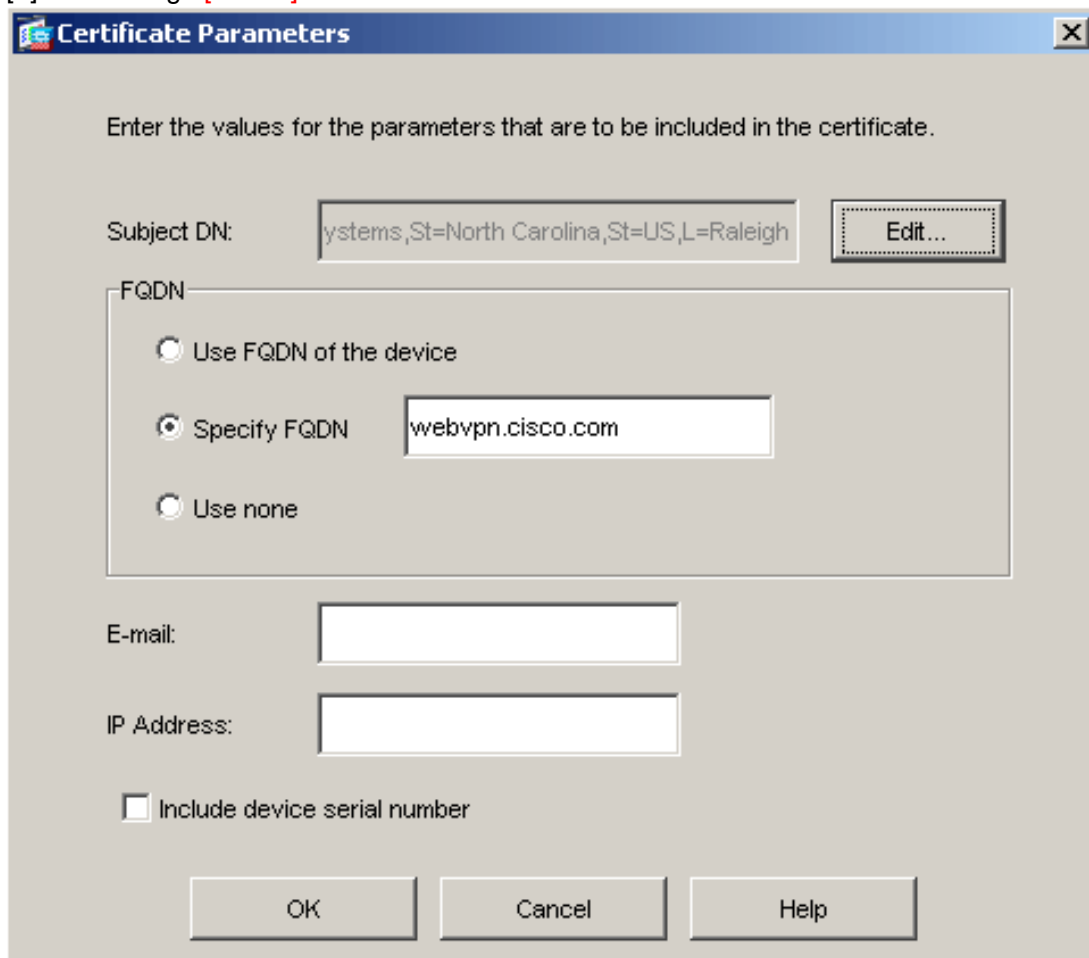 Certificate Parameters
Enter the values for the parameters that are to be included in the certificate.
Subject DN: ystems,St=North Carolina,St=US,L=Raleigh Edit...
FQDN
Use FQDN of the device
Specify FQDN webvpn.cisco.com
Use none
E-mail:
IP Address:
Include device serial number
OK Cancel Help